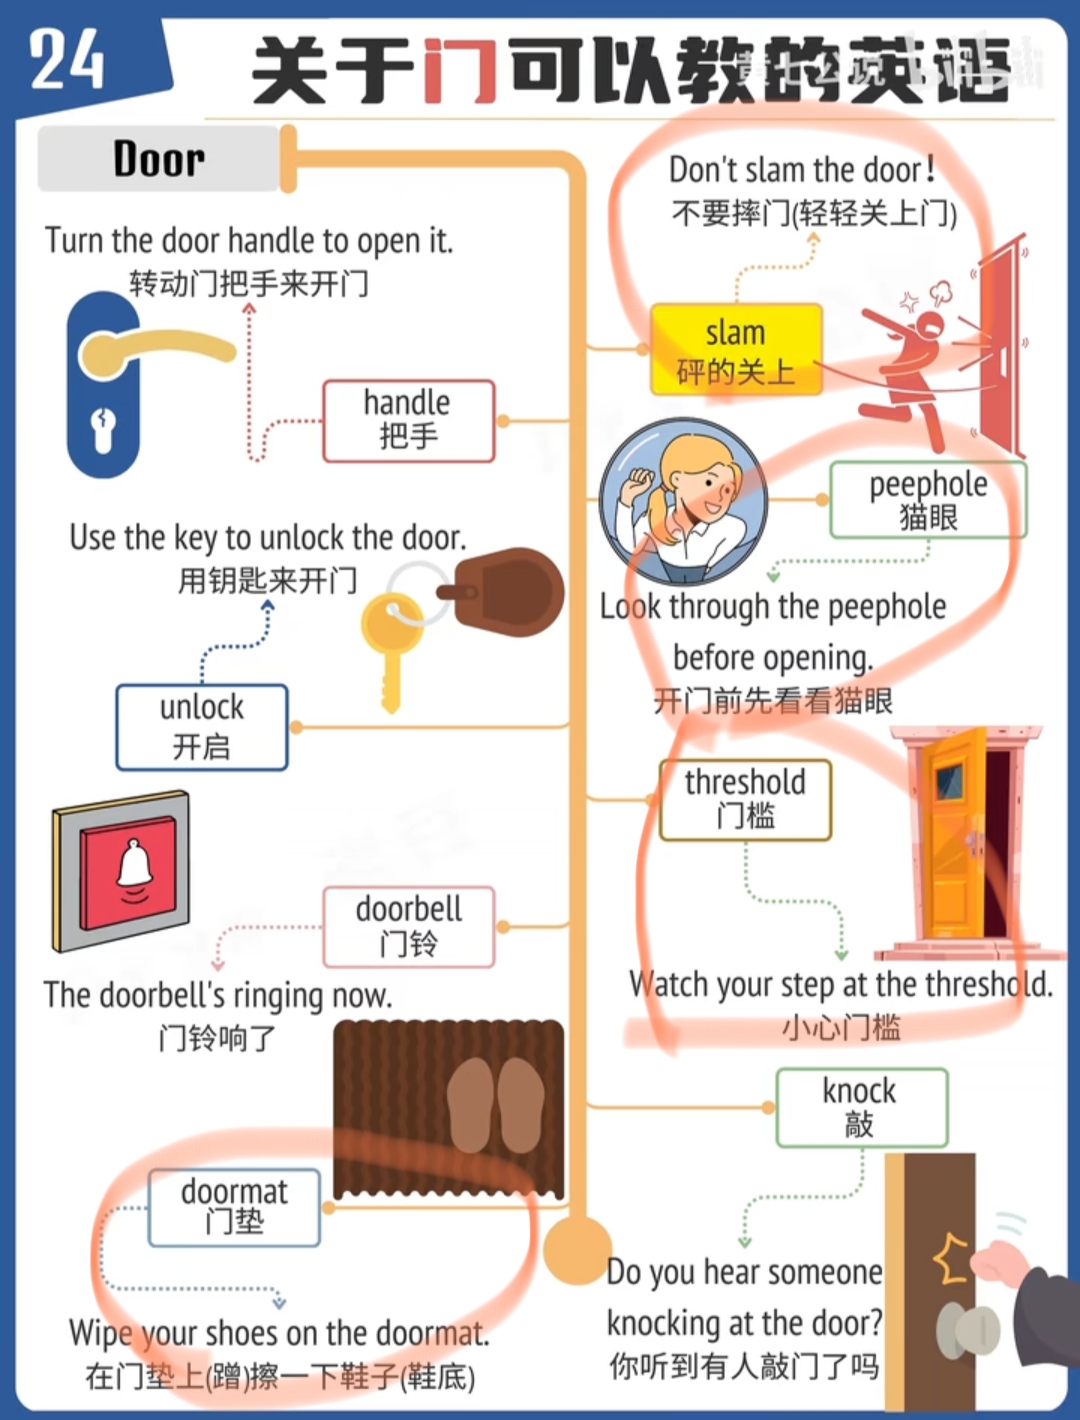 24
关于门可以教的英语
Door
Turn the door handle to open it.
转动门把手来开门
handle
把手
Use the key to unlock the door.
用钥匙来开门
unlock
开启
doorbell
门铃
The doorbell's ringing now.
门铃响了
doormat
门垫
Wipe your shoes on the doormat.
在门垫上(蹭)擦一下鞋子(鞋底)
Don't slam the door!
不要摔门(轻轻关上门)
slam
砰的关上
peephole
猫眼
Look through the peephole
before opening.
开门前先看看猫眼
threshold
门槛
Watch your step at the threshold.
小心门槛
knock
敲
Do you hear someone
knocking at the door?
你听到有人敲门了吗